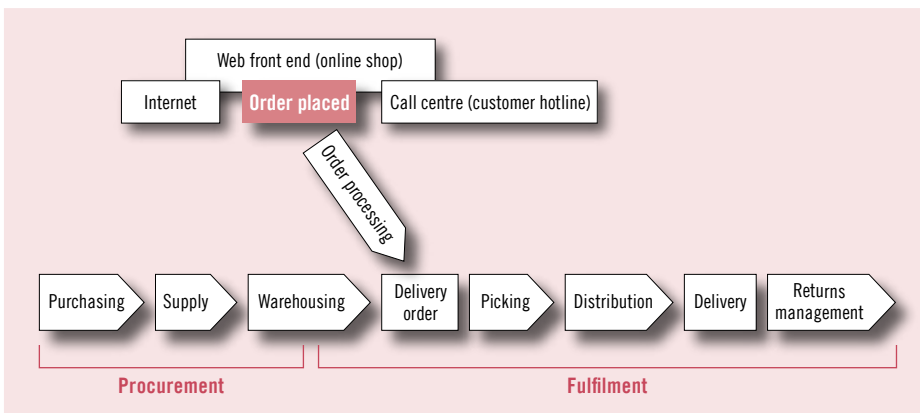 Web front end (online shop)
Internet
Order placed
Call centre (customer hotline)
Order processing
Purchasing
Supply
Warehousing
Delivery
order
Picking
Distribution
Delivery
Returns
management
Procurement
Fulfilment